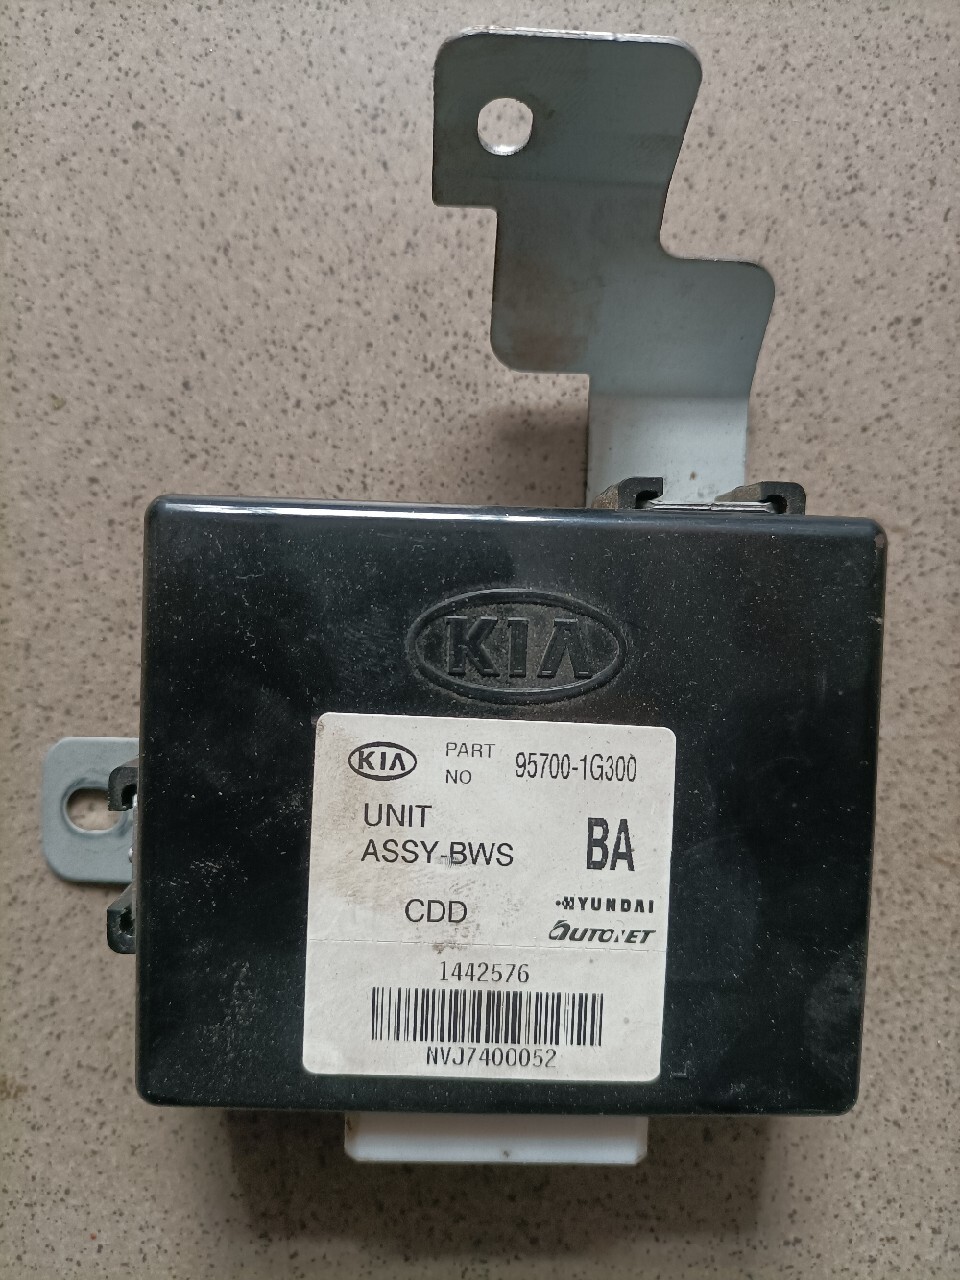 KIA
KIA PART NO 95700-1G300
UNIT
ASSY-BWS BA
CDD HYUNDAI
AUTONET
1442576
NVJ7400052